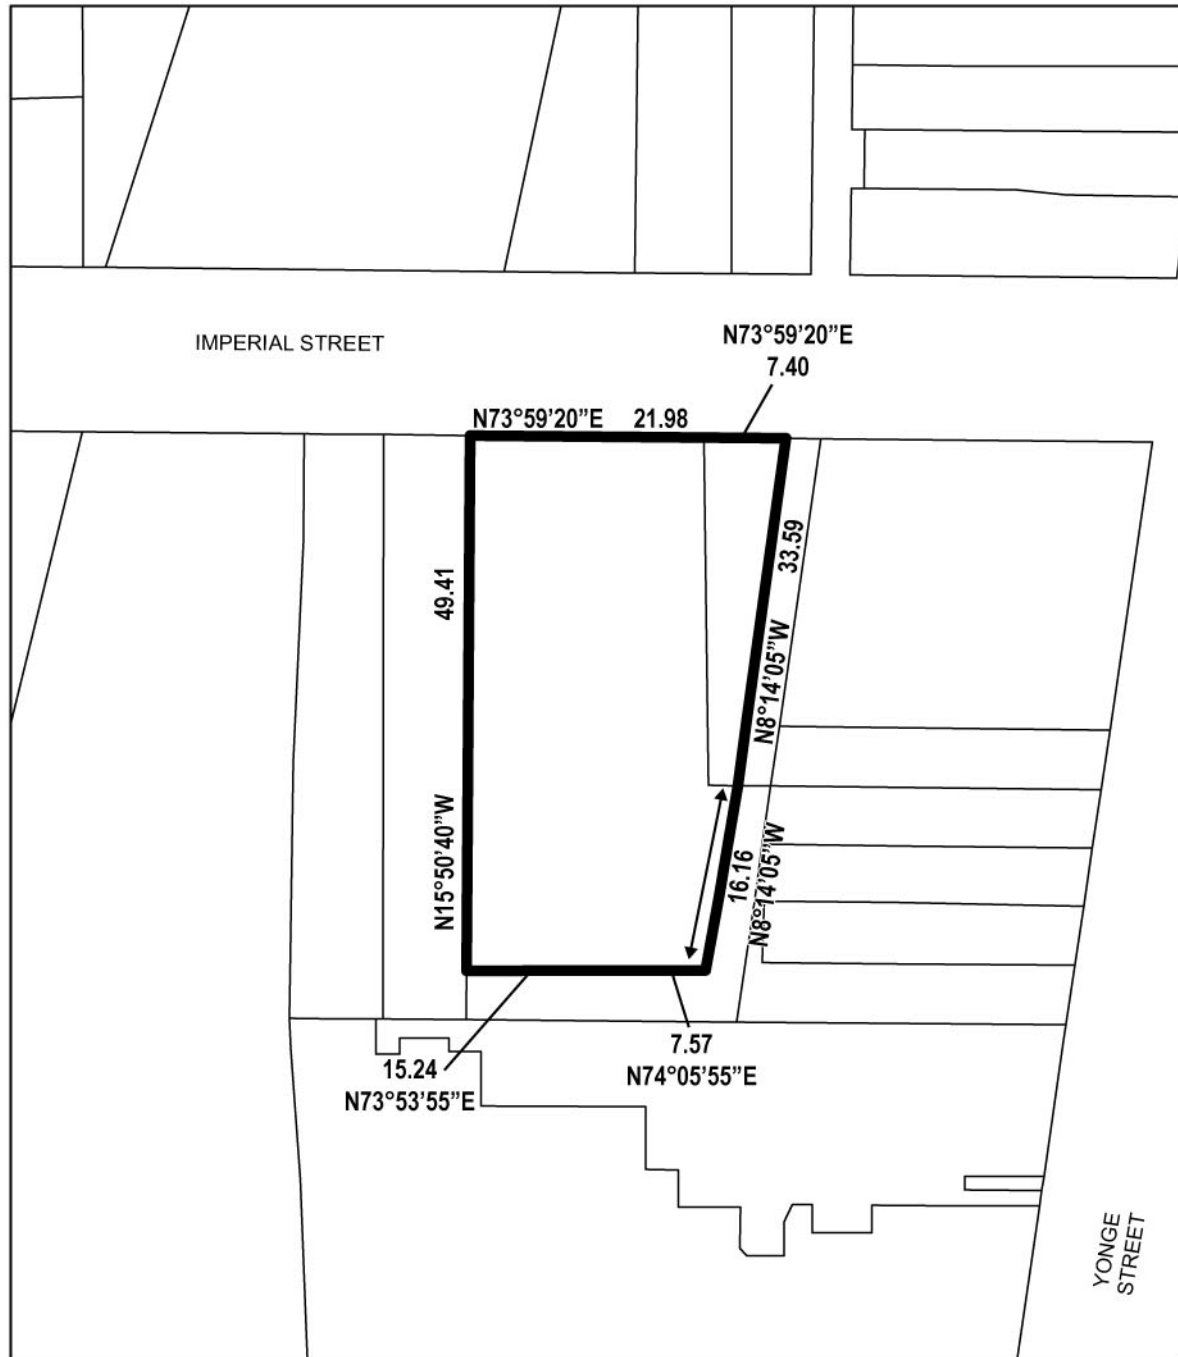 N73°59'20"E
7.40
IMPERIAL STREET
N73°59'20"E 21.98
33.59
49.41
N8°14'05"W
N15°50'40"W
16.16
N8°14'05"W
7.57
N74°05'55"E
15.24
N73°53'55"E
YONGE
STREET